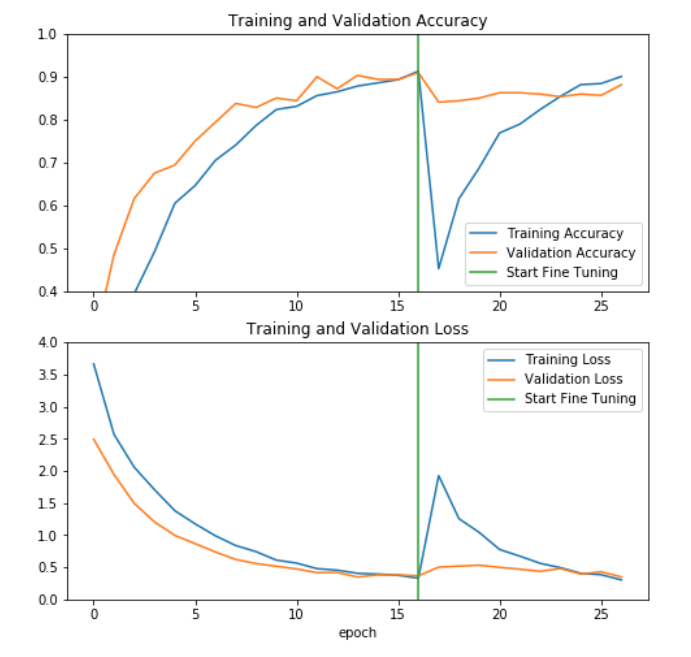 Training and Validation Accuracy
1.0
0.9
0.8
0.7
0.6
0.5
0.4
Training Accuracy
Validation Accuracy
Start Fine Tuning
0 5 10 15 20 25
Training and Validation Loss
4.0
3.5
3.0
2.5
2.0
1.5
1.0
0.5
0.0
Training Loss
Validation Loss
Start Fine Tuning
0 5 10 15 20 25
epoch